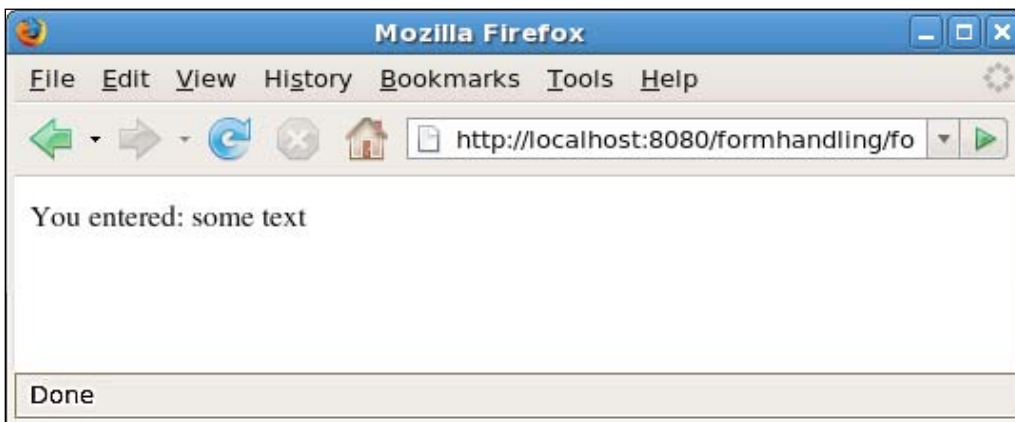 Mozilla Firefox
File Edit View History Bookmarks Tools Help
http://localhost:8080/formhandling/fo
You entered: some text
Done